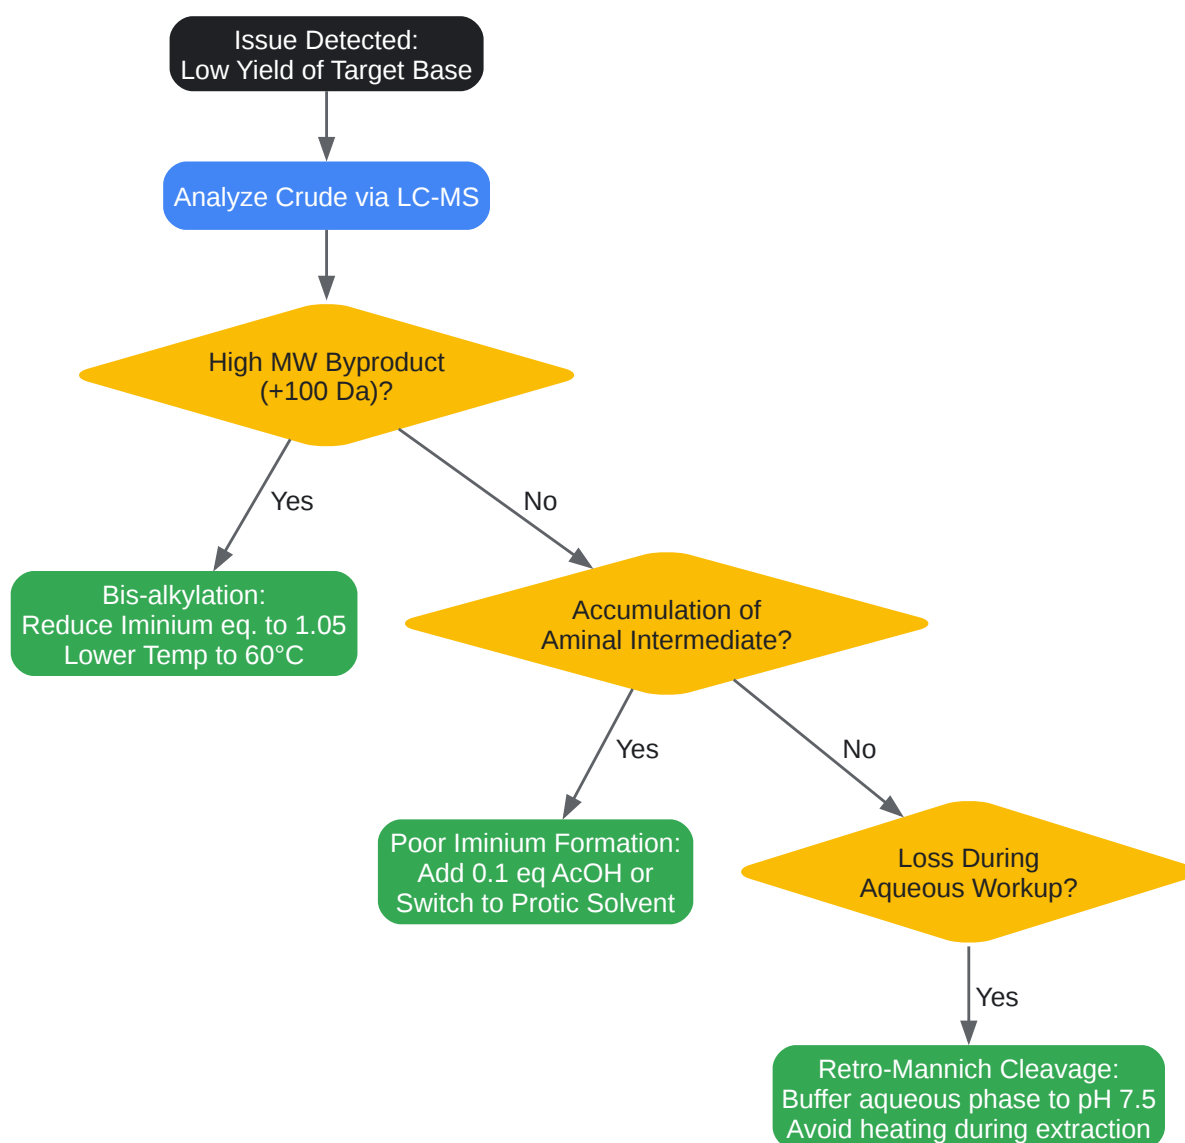 Issue Detected:
Low Yield of Target Base
Analyze Crude via LC-MS
High MW Byproduct
(+100 Da)?
Yes
No
Bis-alkylation:
Reduce Iminium eq. to 1.05
Lower Temp to 60°C
Accumulation of
Aminal Intermediate?
Yes
No
Poor Iminium Formation:
Add 0.1 eq AcOH or
Switch to Protic Solvent
Loss During
Aqueous Workup?
Yes
Retro-Mannich Cleavage:
Buffer aqueous phase to pH 7.5
Avoid heating during extraction